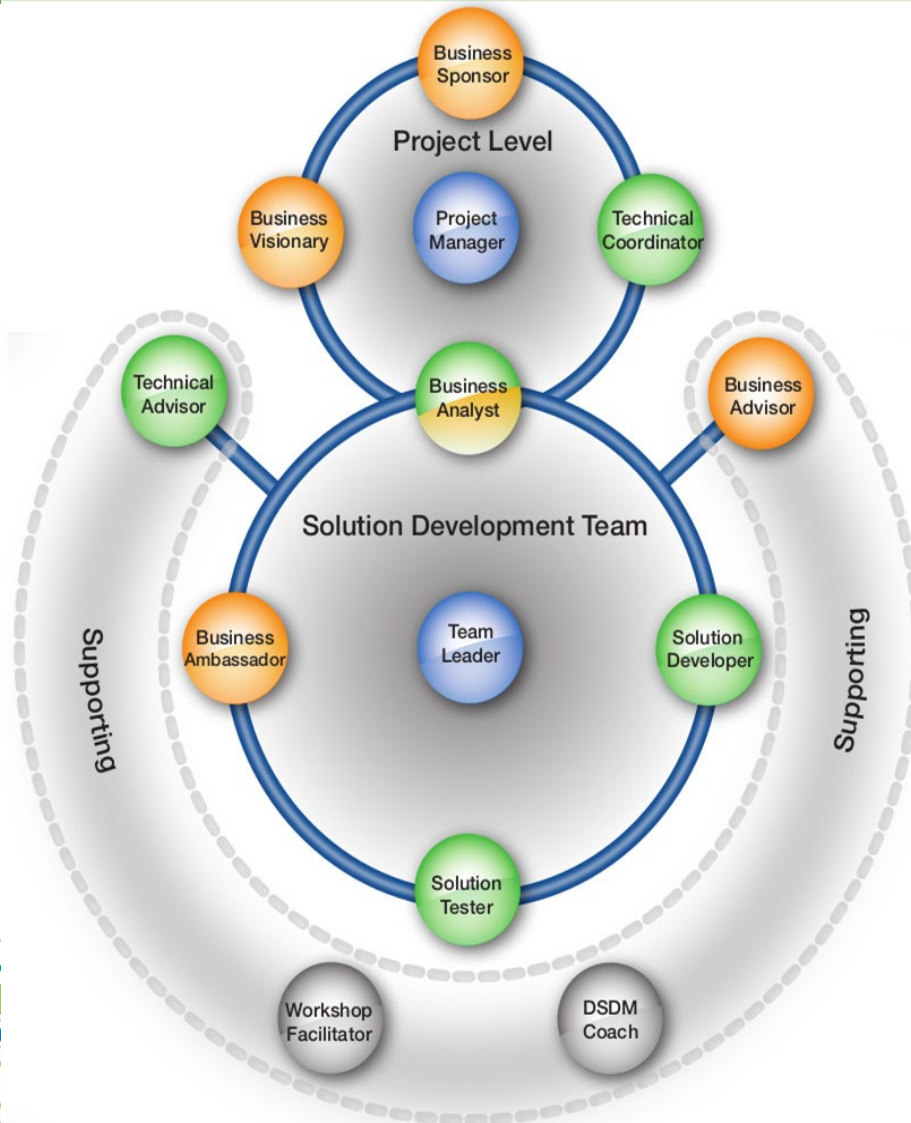 Business
Sponsor
Project Level
Business
Visionary
Project
Manager
Technical
Coordinator
Technical
Advisor
Business
Analyst
Business
Advisor
Solution Development Team
Business
Ambassador
Team
Leader
Solution
Developer
Supporting
Supporting
Solution
Tester
Workshop
Facilitator
DSDM
Coach